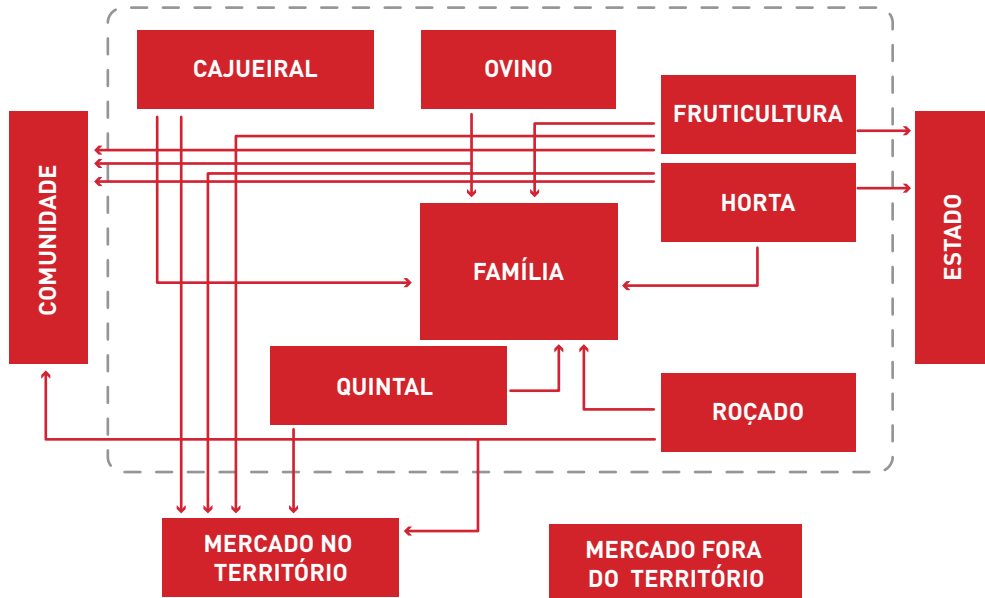 CAJUEIRAL
OVINO
FRUTICULTURA
COMUNIDADE
HORTA
ESTADO
FAMÍLIA
QUINTAL
ROÇADO
MERCADO NO
TERRITÓRIO
MERCADO FORA
DO TERRITÓRIO